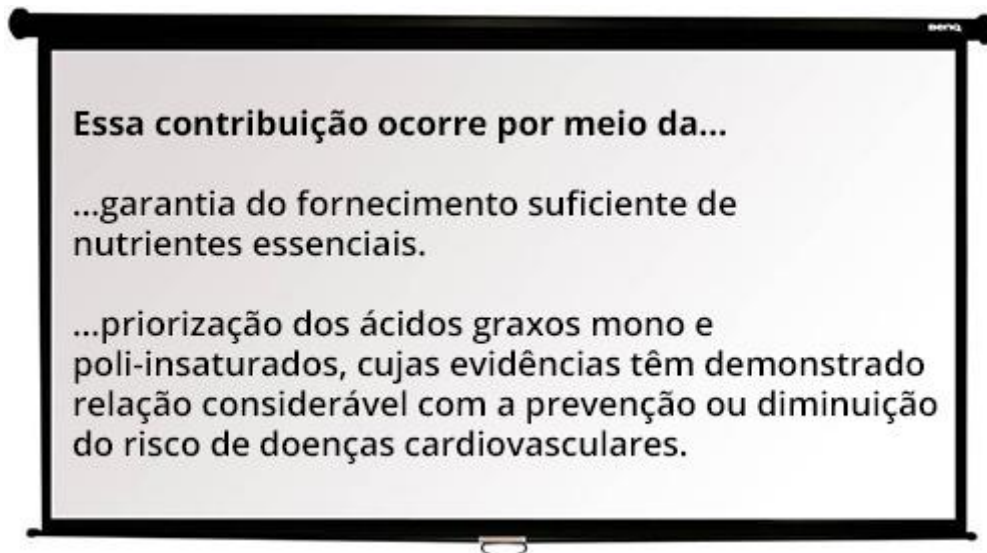 BenQ
Essa contribuição ocorre por meio da...
...garantia do fornecimento suficiente de
nutrientes essenciais.
...priorização dos ácidos graxos mono e
poli-insaturados, cujas evidências têm demonstrado
relação considerável com a prevenção ou diminuição
do risco de doenças cardiovasculares.